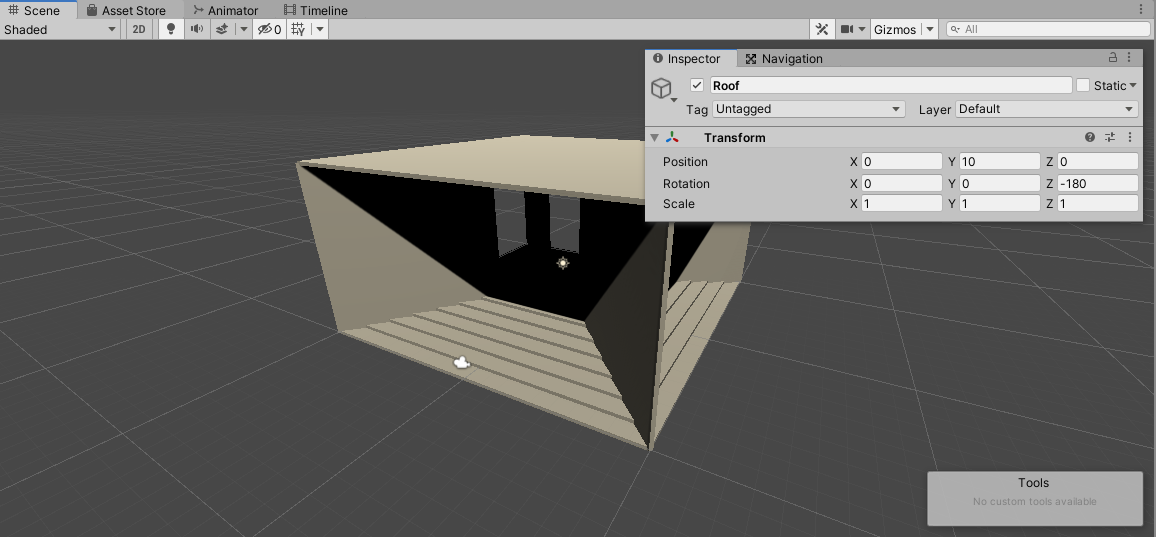 Scene Asset Store Animator Timeline
Shaded 2D 0 Gizmos All
Inspector Navigation
Roof Static
Tag Untagged Layer Default
Transform
Position X 0 Y 10 Z 0
Rotation X 0 Y 0 Z -180
Scale X 1 Y 1 Z 1
Tools
No custom tools available